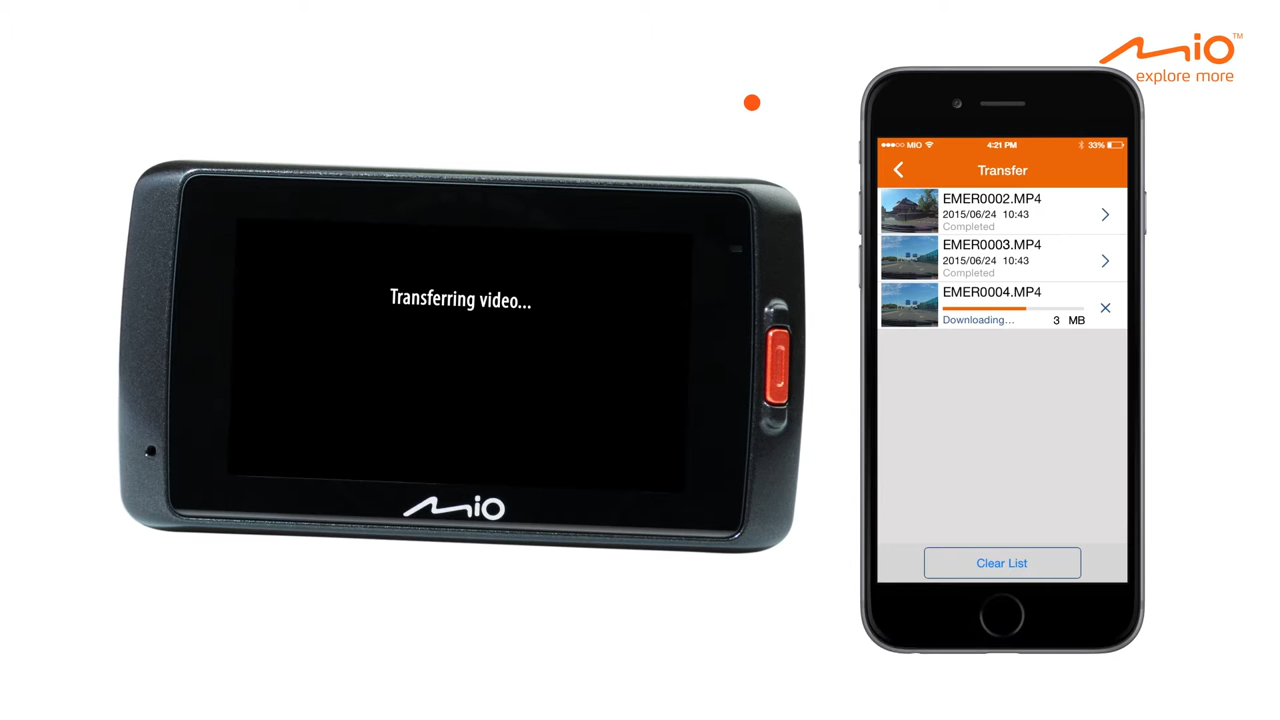 Mio™
explore more
MIO
4:21 PM
33%
Transfer
EMER0002.MP4
2015/06/24 10:43
Completed
EMER0003.MP4
2015/06/24 10:43
Completed
EMER0004.MP4
Downloading... 3 MB
Clear List
Transferring video...
Mio